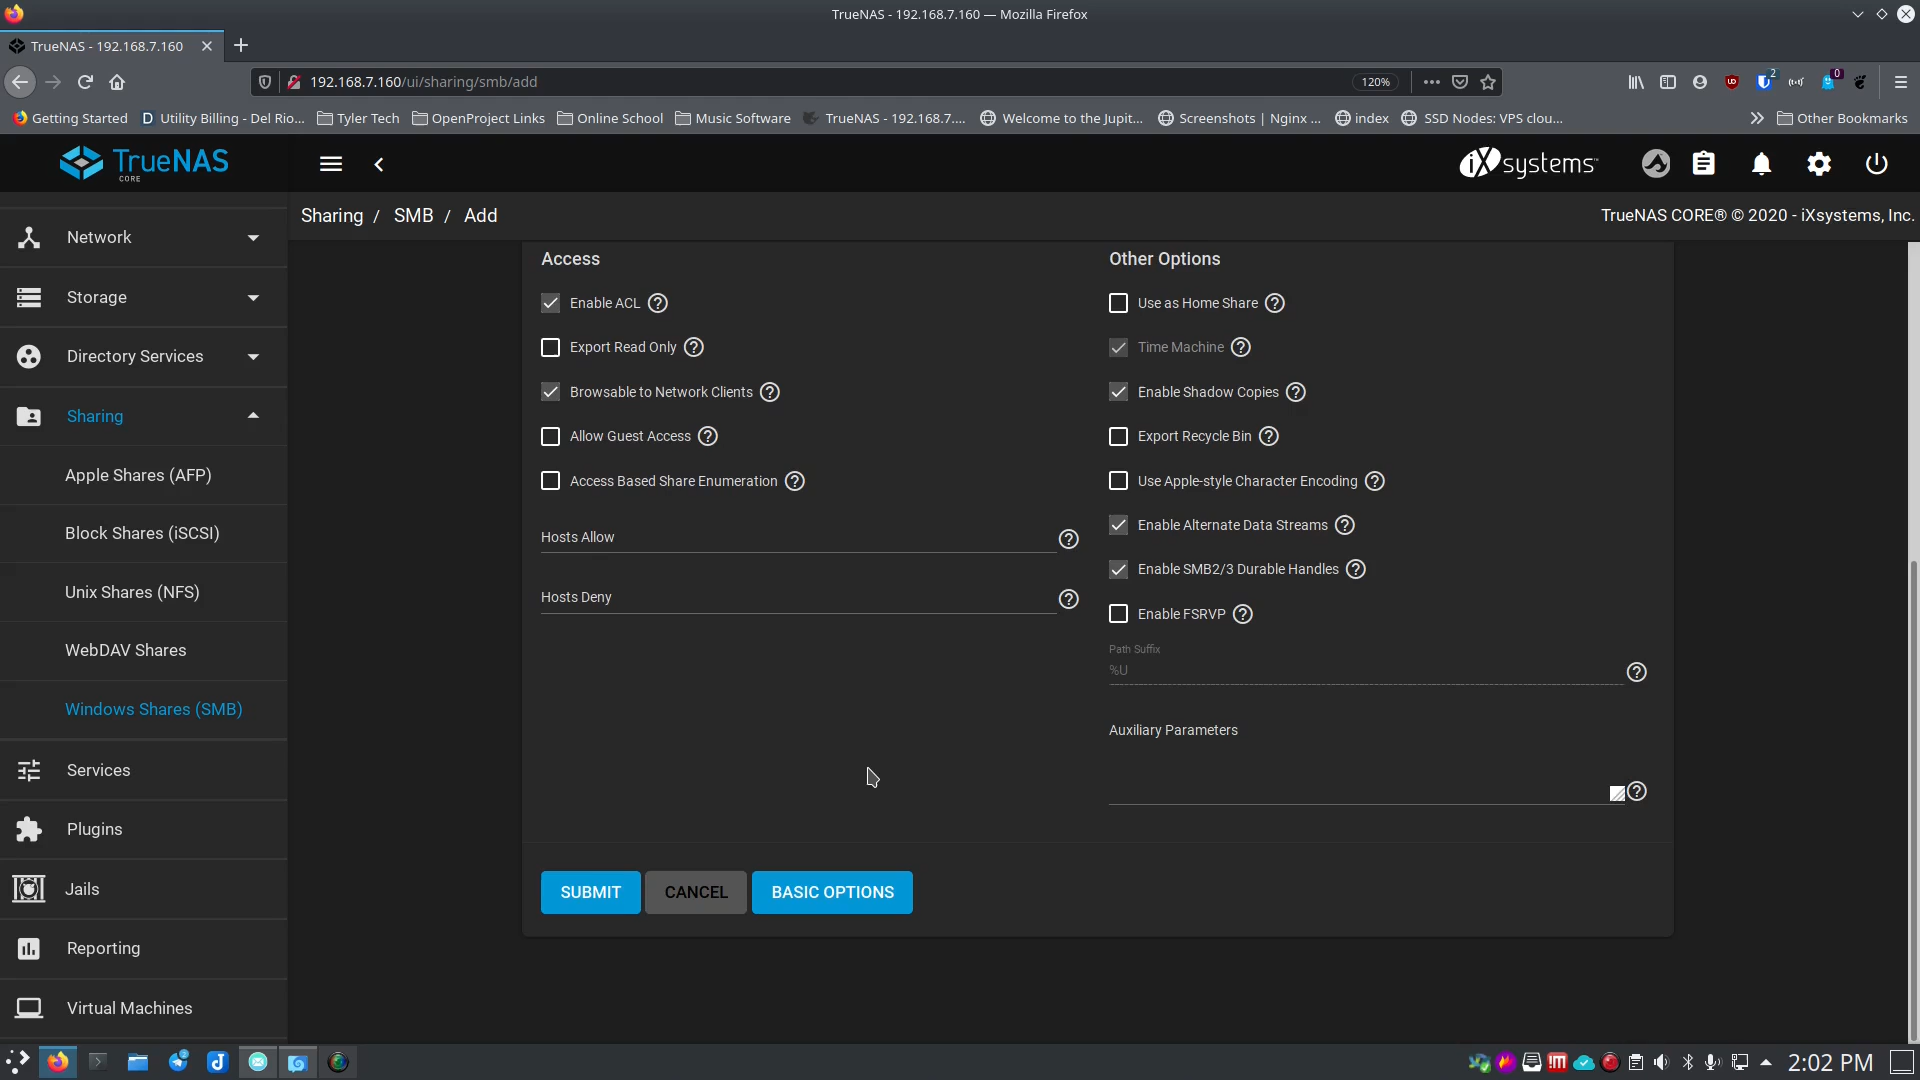 TrueNAS - 192.168.7.160 — Mozilla Firefox
TrueNAS - 192.168.7.160
192.168.7.160/ui/sharing/smb/add
120%
2
0
Getting Started
Utility Billing - Del Rio...
Tyler Tech
OpenProject Links
Online School
Music Software
TrueNAS - 192.168.7....
Welcome to the Jupit...
Screenshots | Nginx ...
index
SSD Nodes: VPS clou...
Other Bookmarks
TrueNAS
CORE
iXsystems
Sharing / SMB / Add
TrueNAS CORE® © 2020 - iXsystems, Inc.
Network
Storage
Directory Services
Sharing
Apple Shares (AFP)
Block Shares (iSCSI)
Unix Shares (NFS)
WebDAV Shares
Windows Shares (SMB)
Services
Plugins
Jails
Reporting
Virtual Machines
Access
Enable ACL
Export Read Only
Browsable to Network Clients
Allow Guest Access
Access Based Share Enumeration
Hosts Allow
Hosts Deny
Other Options
Use as Home Share
Time Machine
Enable Shadow Copies
Export Recycle Bin
Use Apple-style Character Encoding
Enable Alternate Data Streams
Enable SMB2/3 Durable Handles
Enable FSRVP
Path Suffix
%U
Auxiliary Parameters
SUBMIT
CANCEL
BASIC OPTIONS
2:02 PM